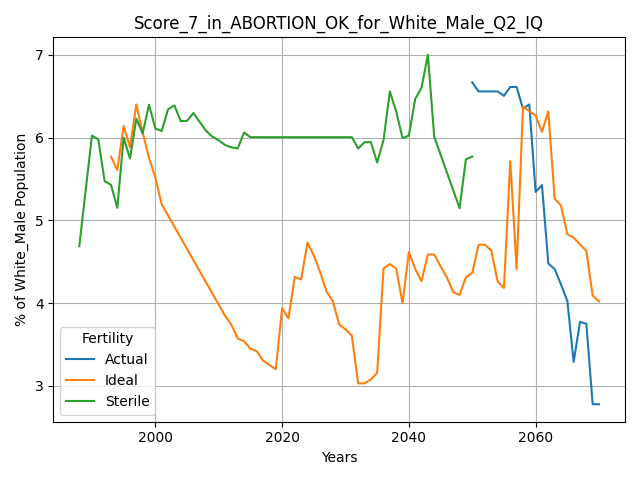 Score_7_in_ABORTION_OK_for_White_Male_Q2_IQ
% of White_Male Population
7
6
5
4
3
Fertility
Actual
Ideal
Sterile
2000 2020 2040 2060
Years